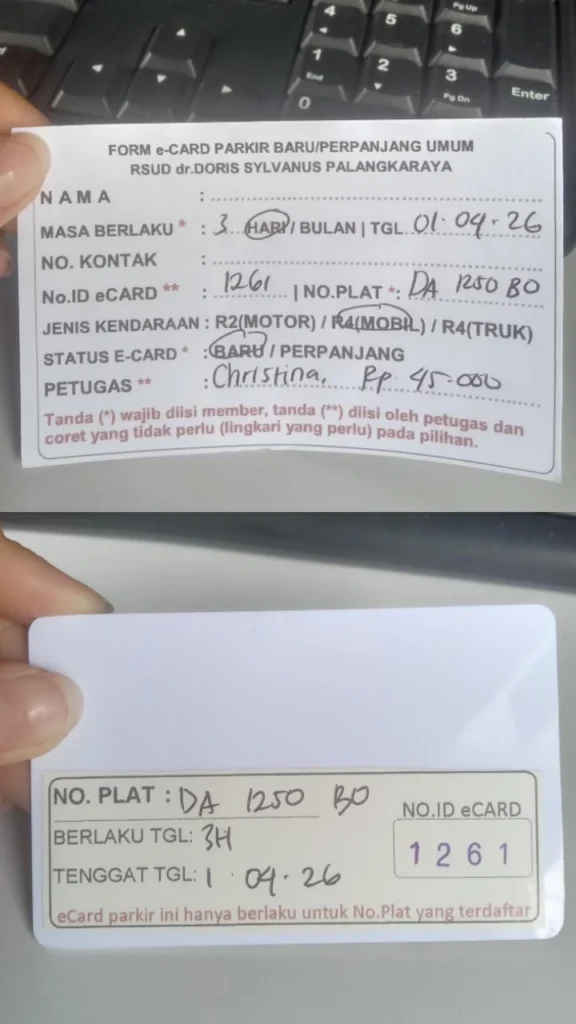 4
5
6
Pg Up
1
End
2
3
Pg Dn
Enter
0
FORM e-CARD PARKIR BARU/PERPANJANG UMUM
RSUD dr.DORIS SYLVANUS PALANGKARAYA
NAMA :
MASA BERLAKU * : 3 HARI / BULAN | TGL 01.04-26
NO. KONTAK :
No.ID eCARD ** : 1261 | NO.PLAT *: DA 1250 BO
JENIS KENDARAAN : R2(MOTOR) / R4(MOBIL) / R4(TRUK)
STATUS E-CARD * : BARU / PERPANJANG
PETUGAS ** : Christina, Rp. 45.000
Tanda (*) wajib diisi member, tanda (**) diisi oleh petugas dan
coret yang tidak perlu (lingkari yang perlu) pada pilihan.
NO. PLAT : DA 1250 BO
NO.ID eCARD
BERLAKU TGL: 3H
1261
TENGGAT TGL: 1 04.26
eCard parkir ini hanya berlaku untuk No.Plat yang terdaftar